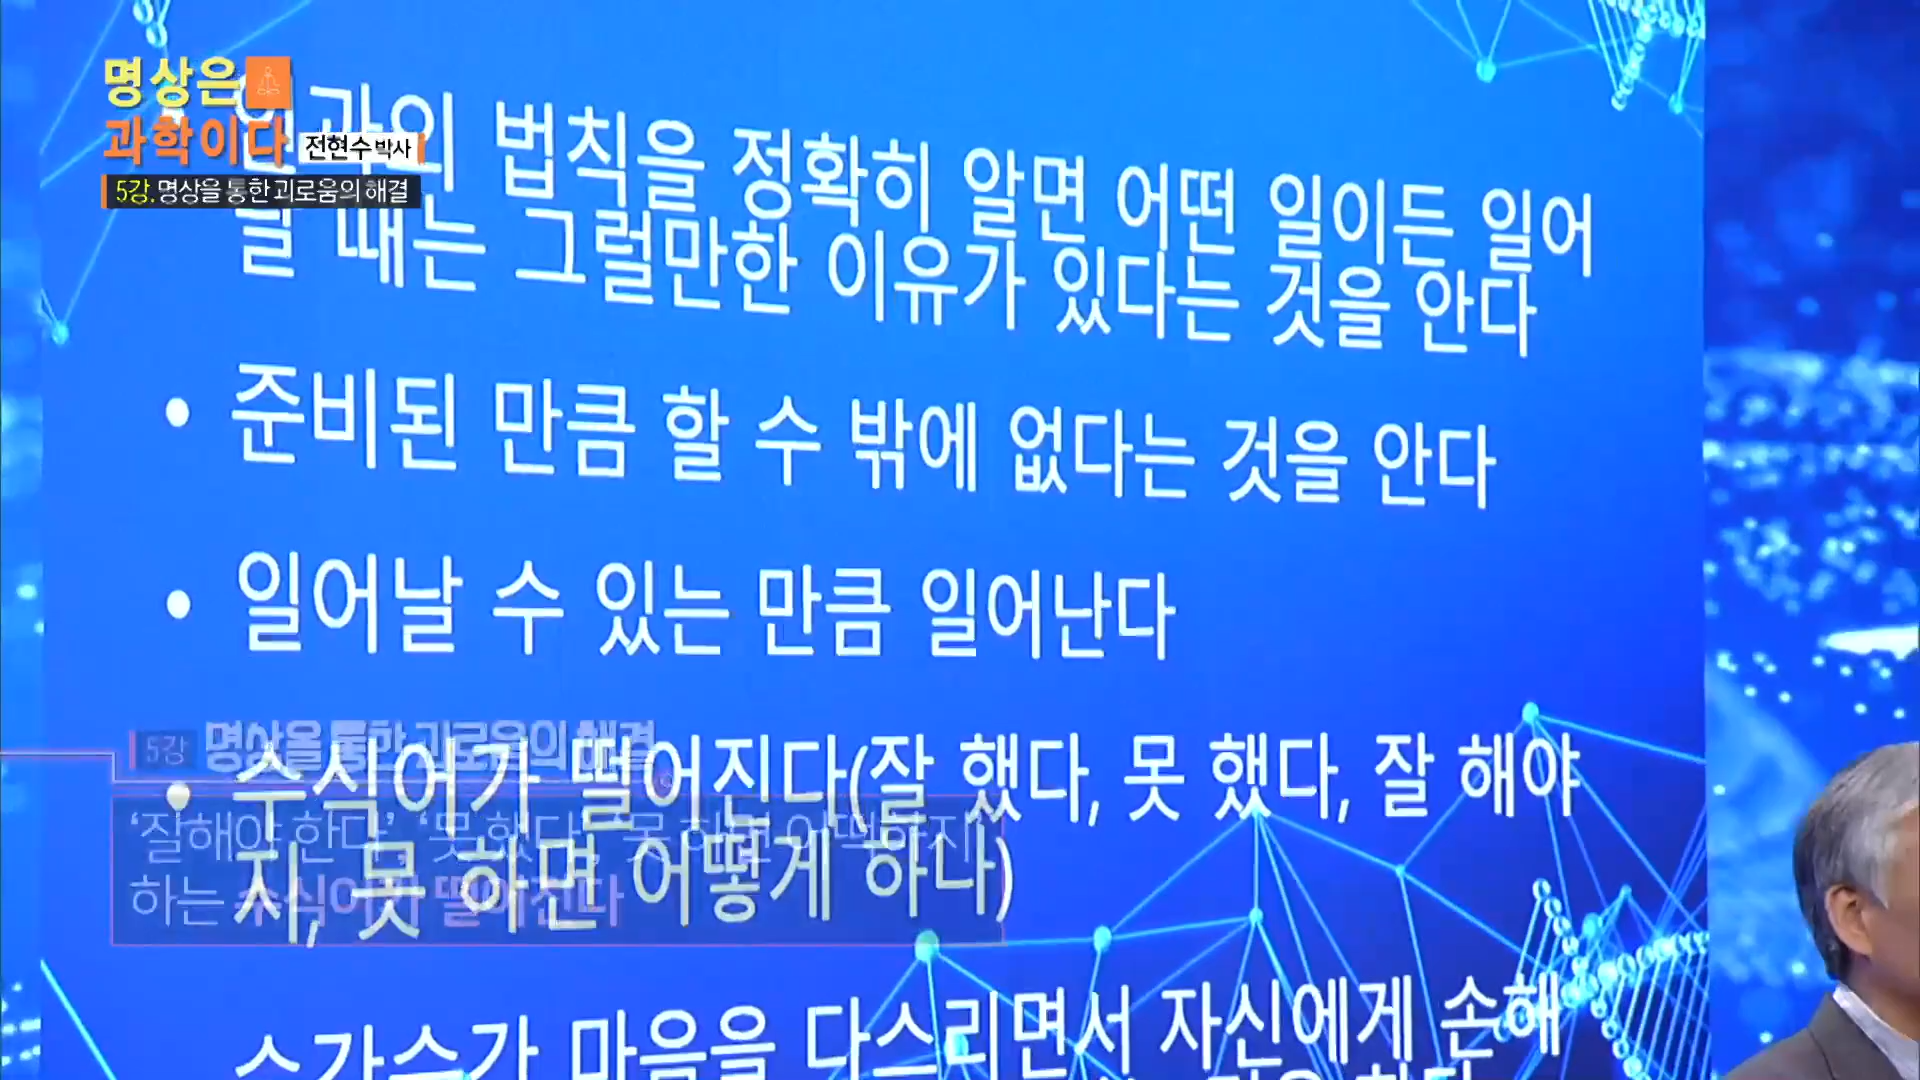 명상은
과학이다 전현수 박사
5강. 명상을 통한 괴로움의 해결
인과의 법칙을 정확히 알면 어떤 일이든 일어
날 때는 그럴만한 이유가 있다는 것을 안다
• 준비된 만큼 할 수 밖에 없다는 것을 안다
• 일어날 수 있는 만큼 일어난다
5강 명상을 통한 괴로움의 해결
• 수식어가 떨어진다(잘 했다, 못 했다, 잘 해야
지, 못 하면 어떻게 하나)
‘잘해야 한다’, ‘못 했다, ‘못 하면 어떡하지
하는 수식어가 떨어진다
순간순간 마음을 다스리면서 자신에게 손해